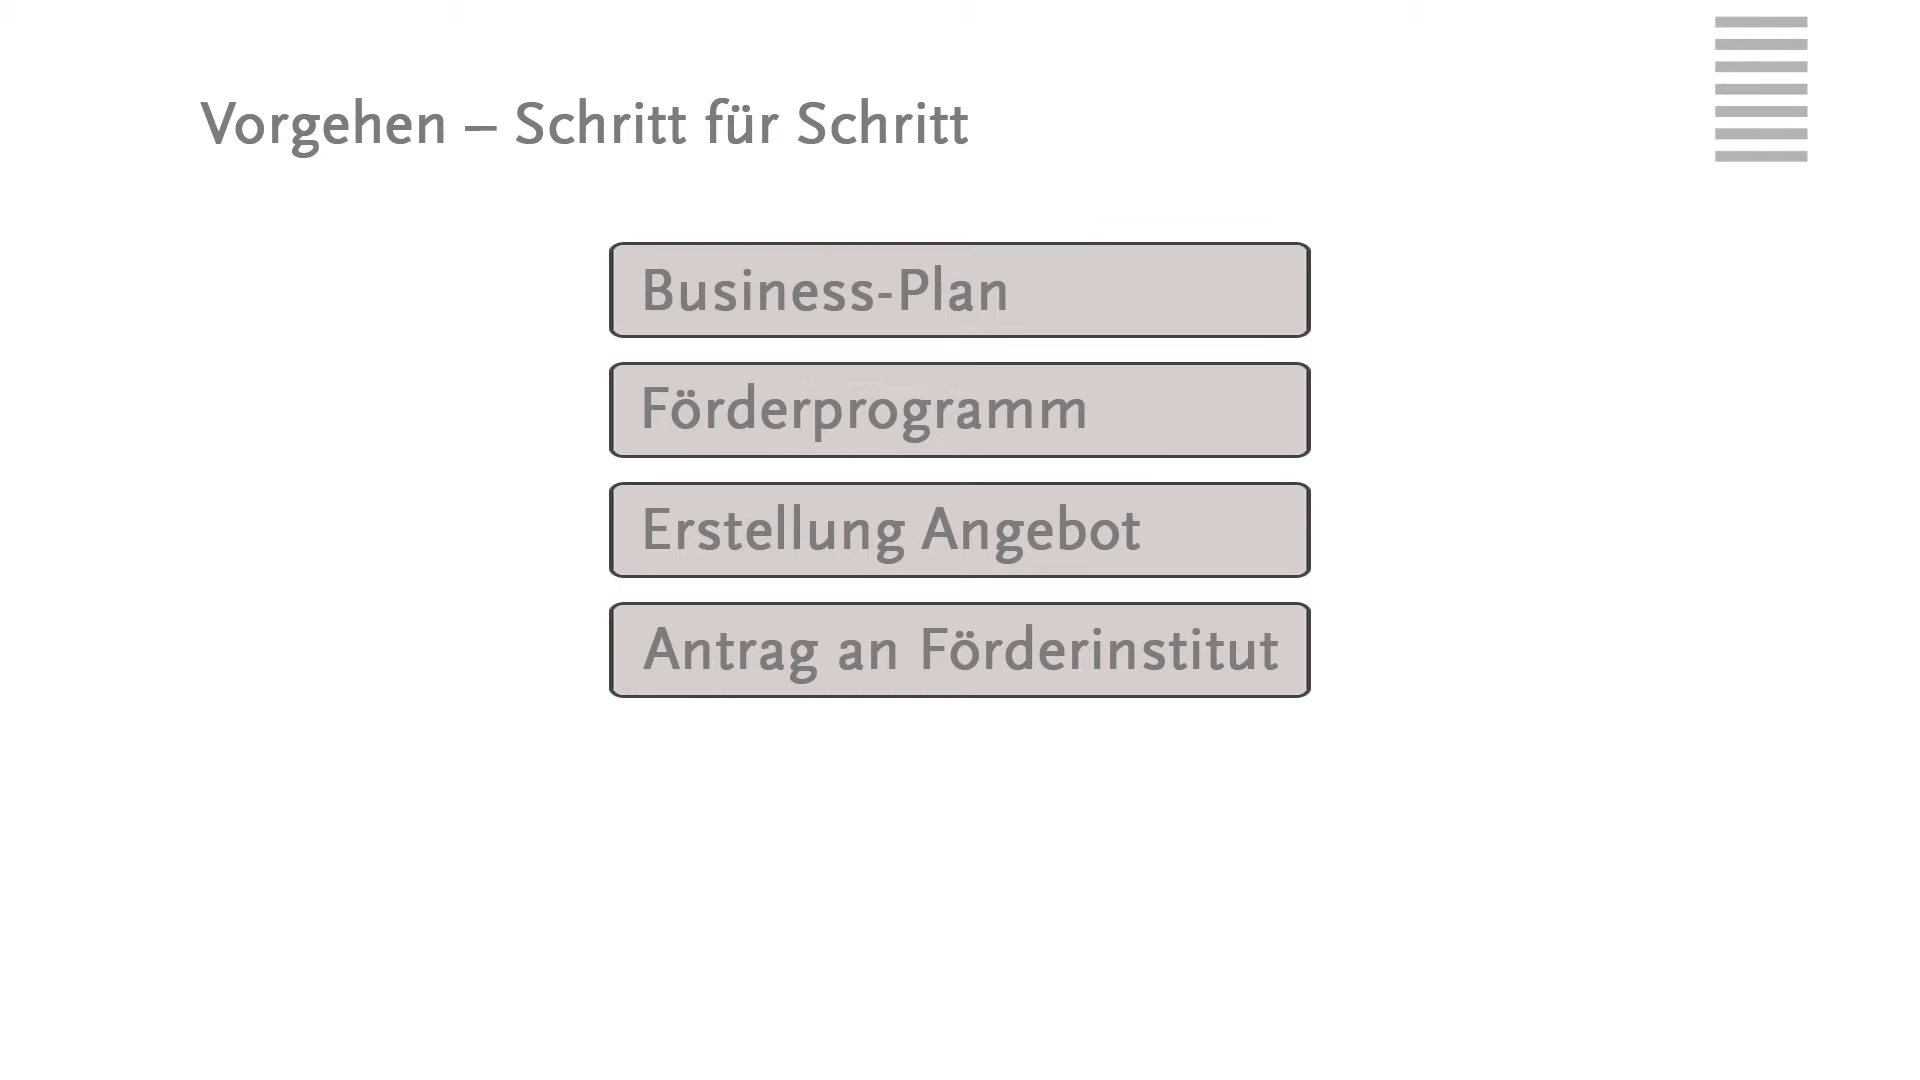 Vorgehen – Schritt für Schritt
Business-Plan
Förderprogramm
Erstellung Angebot
Antrag an Förderinstitut